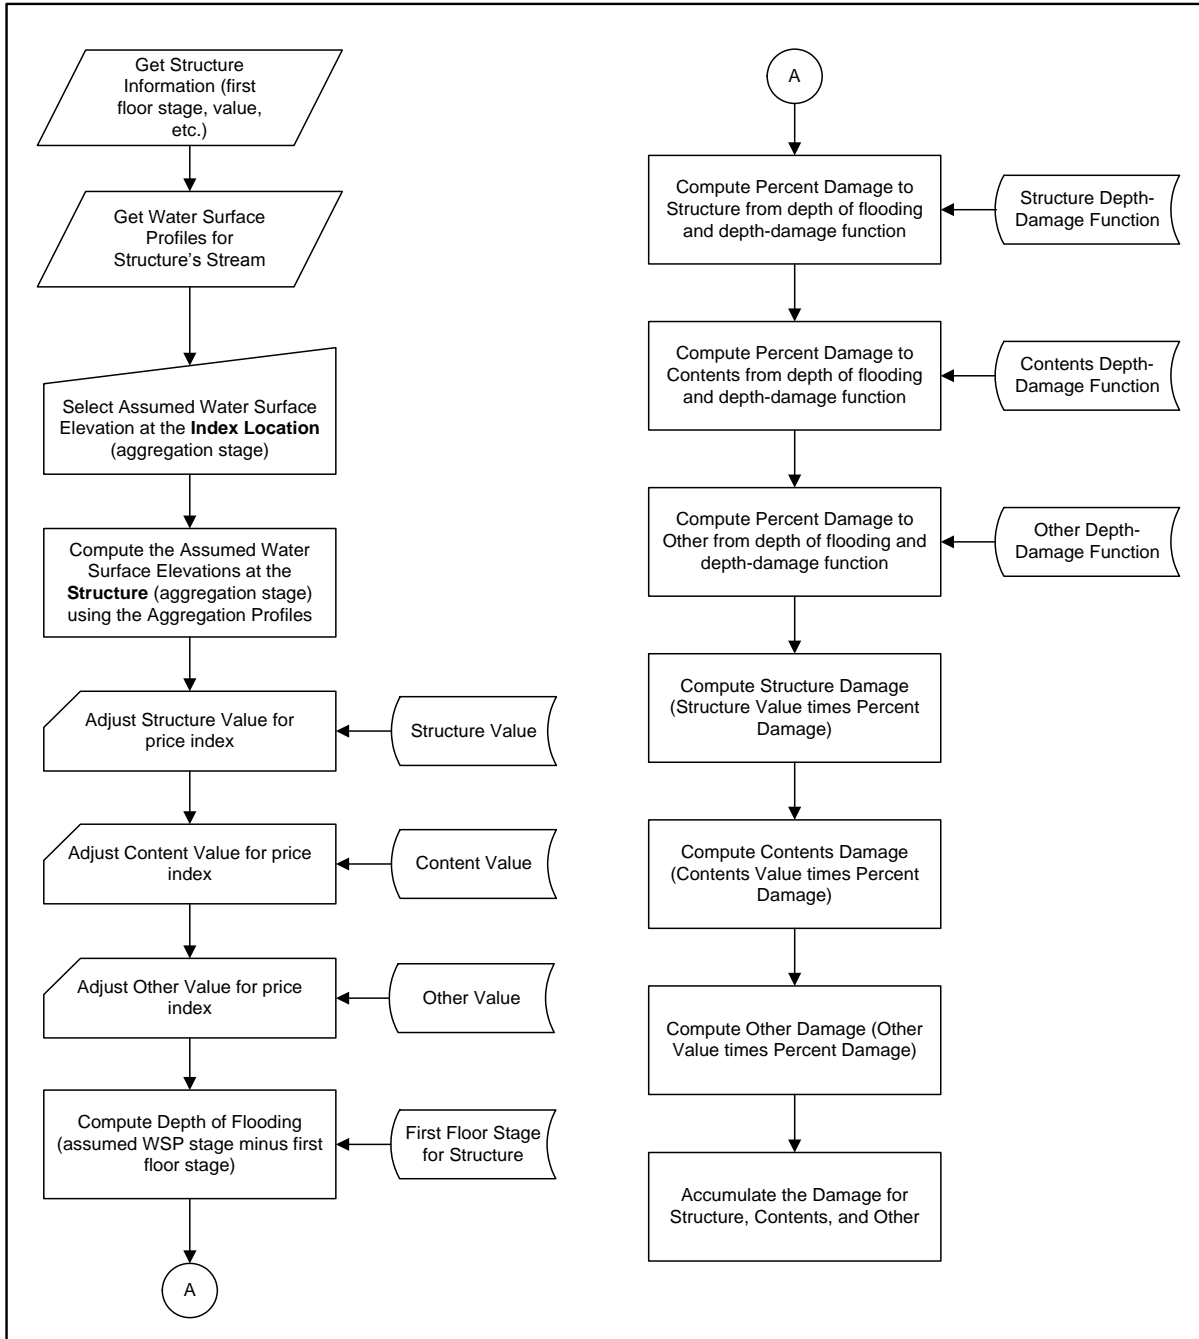 Get Structure
Information (first
floor stage, value,
etc.)
Get Water Surface
Profiles for
Structure’s Stream
Select Assumed Water Surface
Elevation at the Index Location
(aggregation stage)
Compute the Assumed Water
Surface Elevations at the
Structure (aggregation stage)
using the Aggregation Profiles
Adjust Structure Value for
price index
Structure Value
Adjust Content Value for price
index
Content Value
Adjust Other Value for price
index
Other Value
Compute Depth of Flooding
(assumed WSP stage minus first
floor stage)
First Floor Stage
for Structure
A
A
Compute Percent Damage to
Structure from depth of flooding
and depth-damage function
Structure Depth-
Damage Function
Compute Percent Damage to
Contents from depth of flooding
and depth-damage function
Contents Depth-
Damage Function
Compute Percent Damage to
Other from depth of flooding and
depth-damage function
Other Depth-
Damage Function
Compute Structure Damage
(Structure Value times Percent
Damage)
Compute Contents Damage
(Contents Value times Percent
Damage)
Compute Other Damage (Other
Value times Percent Damage)
Accumulate the Damage for
Structure, Contents, and Other